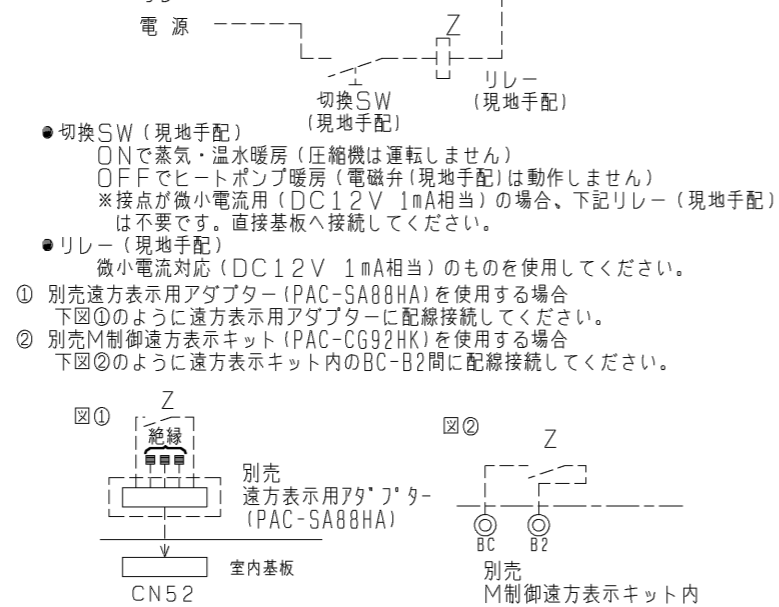 電源
Z
リレー
(現地手配)
切換SW
(現地手配)
●切換SW(現地手配)
ONで蒸気・温水暖房(圧縮機は運転しません)
OFFでヒートポンプ暖房(電磁弁(現地手配)は動作しません)
※接点が微小電流用(DC12V 1mA相当)の場合、下記リレー(現地手配)
は不要です。直接基板へ接続してください。
●リレー(現地手配)
微小電流対応(DC12V 1mA相当)のものを使用してください。
① 別売遠方表示用アダプター(PAC-SA88HA)を使用する場合
下図①のように遠方表示用アダプターに配線接続してください。
② 別売M制御遠方表示キット(PAC-CG92HK)を使用する場合
下図②のように遠方表示キット内のBC-B2間に配線接続してください。
図①
Z
絶縁
別売
遠方表示用アダプター
(PAC-SA88HA)
室内基板
CN52
図②
Z
BC
B2
別売
M制御遠方表示キット内